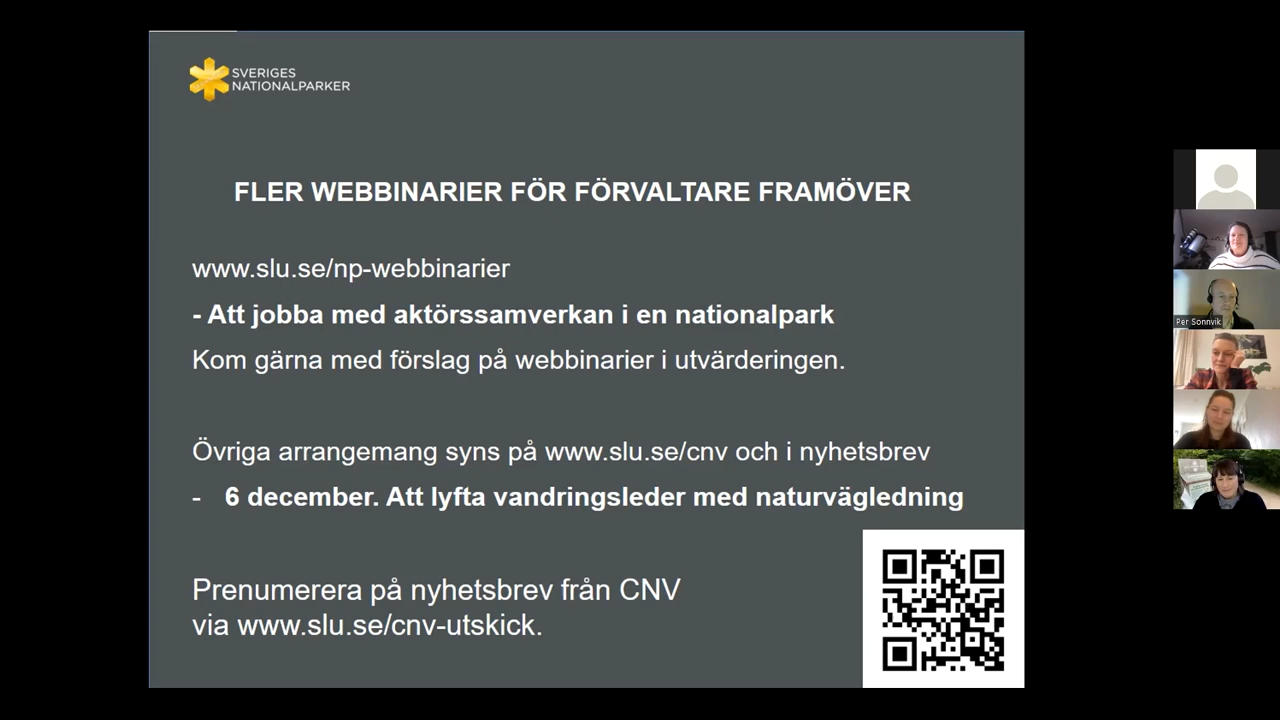 SVERIGES
NATIONALPARKER
FLER WEBBINARIER FÖR FÖRVALTARE FRAMÖVER
www.slu.se/np-webbinarier
- Att jobba med aktörssamverkan i en nationalpark
Kom gärna med förslag på webbinarier i utvärderingen.
Övriga arrangemang syns på www.slu.se/cnv och i nyhetsbrev
- 6 december. Att lyfta vandringsleder med naturvägledning
Prenumerera på nyhetsbrev från CNV
via www.slu.se/cnv-utskick.
Per Sonnvik